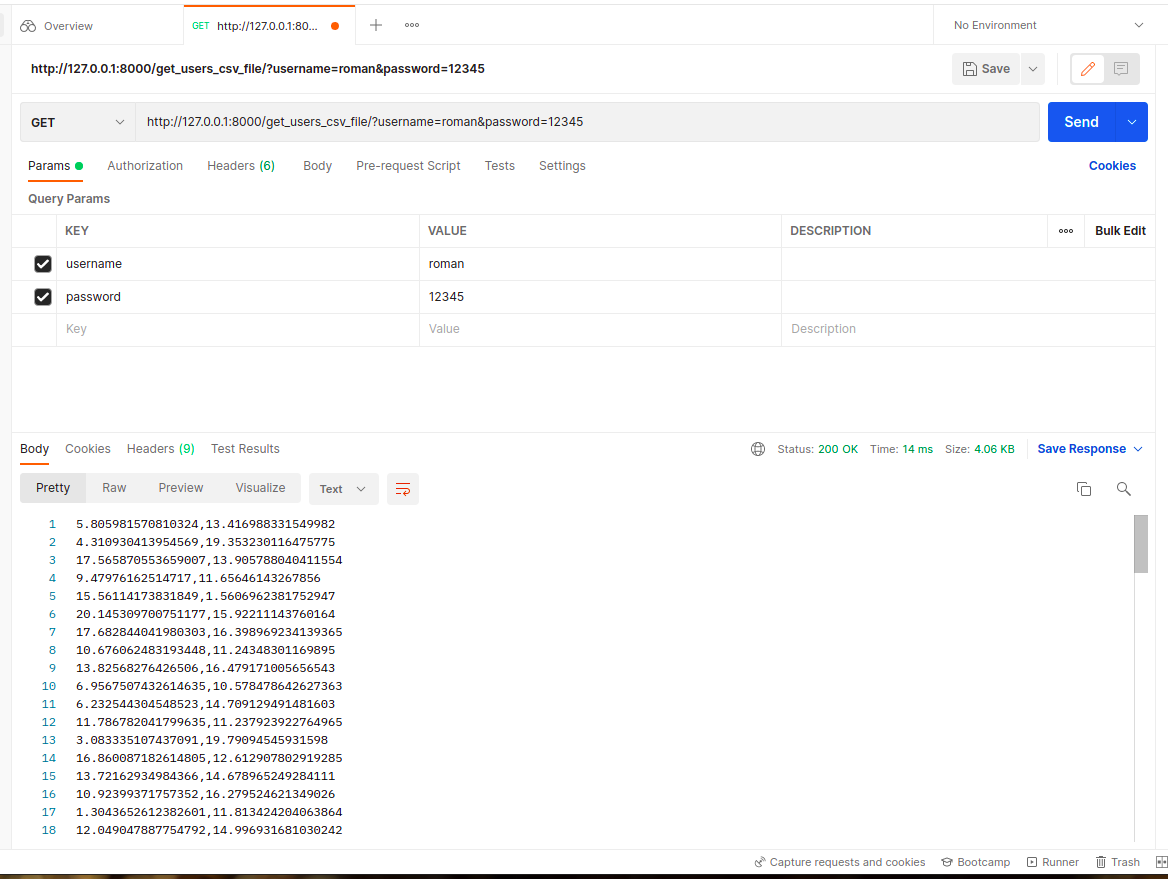 Overview GET http://127.0.0.1:80... No Environment
http://127.0.0.1:8000/get_users_csv_file/?username=roman&password=12345 Save
GET http://127.0.0.1:8000/get_users_csv_file/?username=roman&password=12345 Send
Params Authorization Headers (6) Body Pre-request Script Tests Settings Cookies
Query Params
KEY VALUE DESCRIPTION Bulk Edit
username roman
password 12345
Key Value Description
Body Cookies Headers (9) Test Results Status: 200 OK Time: 14 ms Size: 4.06 KB Save Response
Pretty Raw Preview Visualize Text
1 5.805981570810324,13.416988331549982
2 4.310930413954569,19.353230116475775
3 17.565870553659007,13.905788040411554
4 9.47976162514717,11.65646143267856
5 15.56114173831849,1.5606962381752947
6 20.145309700751177,15.92211143760164
7 17.682844041980303,16.398969234139365
8 10.676062483193448,11.24348301169895
9 13.82568276426506,16.479171005656543
10 6.9567507432614635,10.578478642627363
11 6.232544304548523,14.709129491481603
12 11.786782041799635,11.237923922764965
13 3.083335107437091,19.79094545931598
14 16.860087182614805,12.612907802919285
15 13.72162934984366,14.678965249284111
16 10.92399371757352,16.279524621349026
17 1.3043652612382601,11.813424204063864
18 12.049047887754792,14.996931681030242
Capture requests and cookies Bootcamp Runner Trash